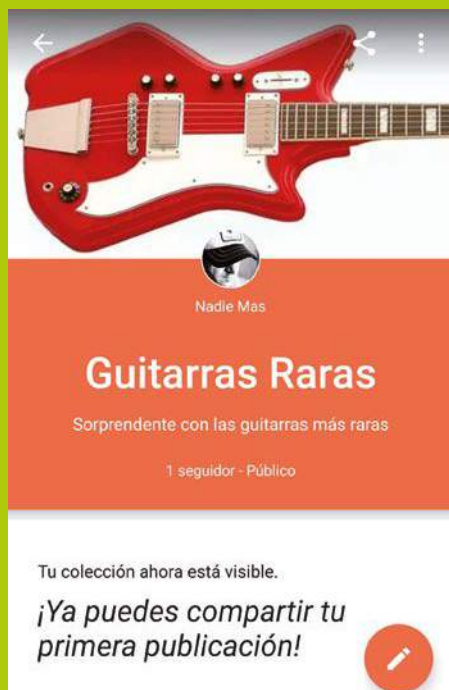 Nadie Mas
Guitarras Raras
Sorprendente con las guitarras más raras
1 seguidor - Público
Tu colección ahora está visible.
¡Ya puedes compartir tu
primera publicación!